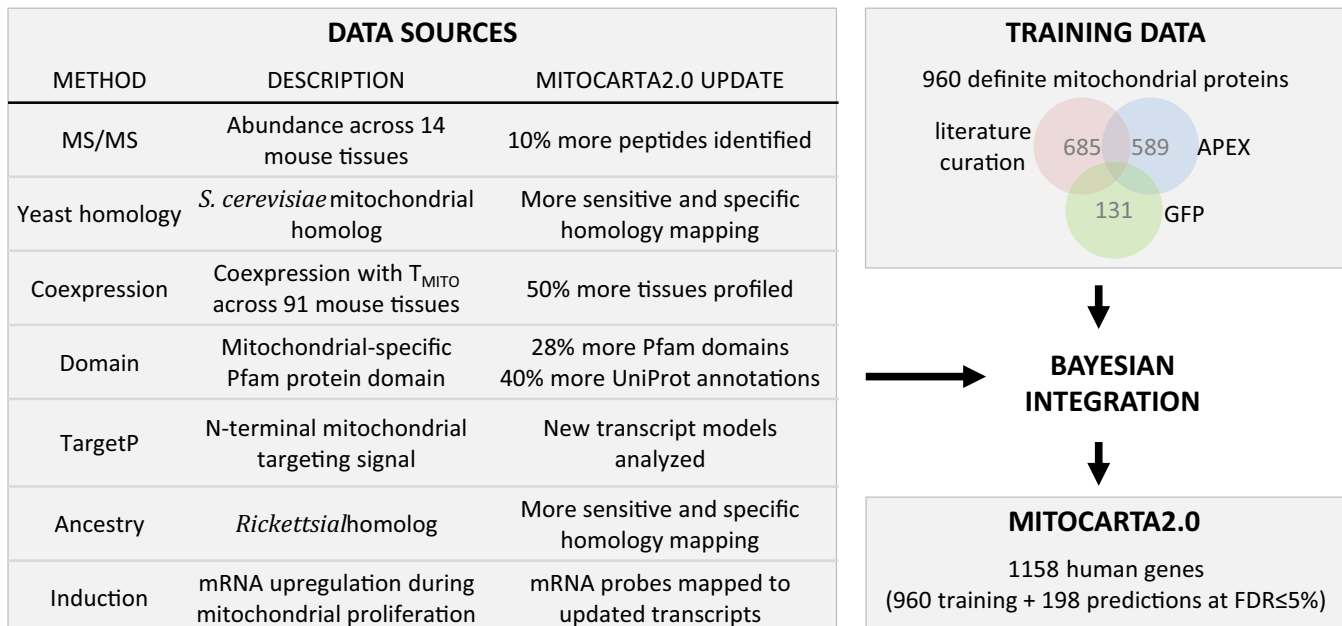 DATA SOURCES
METHOD DESCRIPTION MITOCARTA2.0 UPDATE
MS/MS
Abundance across 14
mouse tissues
10% more peptides identified
Yeast homology
S. cerevisiae mitochondrial
homolog
More sensitive and specific
homology mapping
Coexpression
Coexpression with TMITO
across 91 mouse tissues
50% more tissues profiled
Domain
Mitochondrial-specific
Pfam protein domain
28% more Pfam domains
40% more UniProt annotations
TargetP
N-terminal mitochondrial
targeting signal
New transcript models
analyzed
Ancestry
Rickettsial homolog
More sensitive and specific
homology mapping
Induction
mRNA upregulation during
mitochondrial proliferation
mRNA probes mapped to
updated transcripts
TRAINING DATA
960 definite mitochondrial proteins
literature
curation
685
589
APEX
131
GFP
BAYESIAN
INTEGRATION
MITOCARTA2.0
1158 human genes
(960 training + 198 predictions at FDR≤5%)